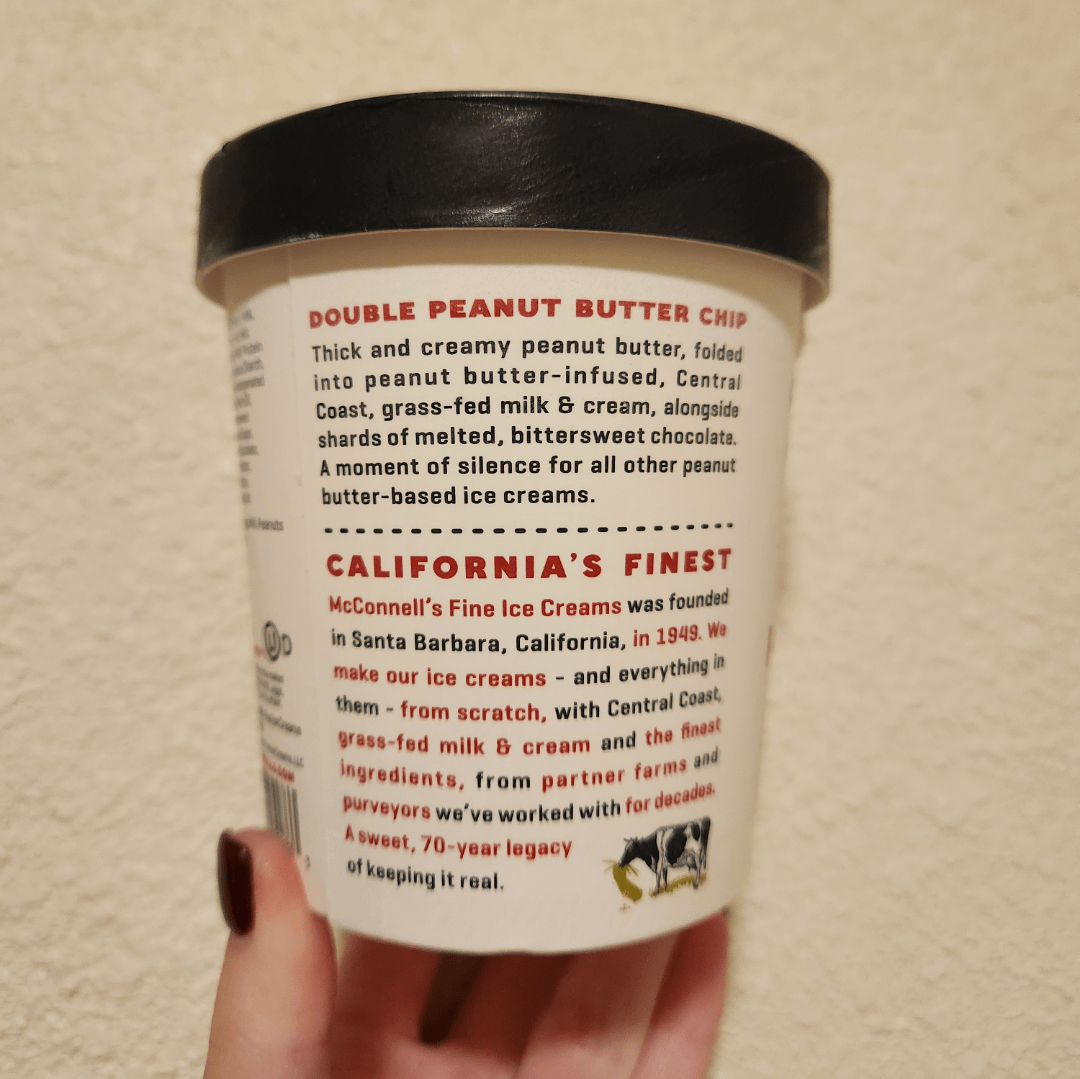 DOUBLE PEANUT BUTTER CHIP
Thick and creamy peanut butter, folded
into peanut butter-infused, Central
Coast, grass-fed milk & cream, alongside
shards of melted, bittersweet chocolate.
A moment of silence for all other peanut
butter-based ice creams.
CALIFORNIA'S FINEST
McConnell's Fine Ice Creams was founded
in Santa Barbara, California, in 1949. We
make our ice creams - and everything in
them - from scratch, with Central Coast,
grass-fed milk & cream and the finest
ingredients, from partner farms and
purveyors we've worked with for decades.
A sweet, 70-year legacy
of keeping it real.
Peanuts
UD